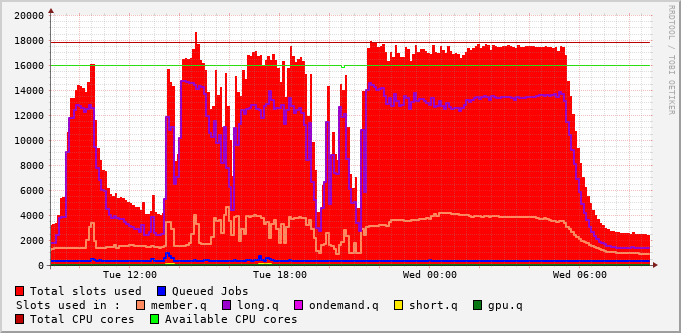 20000
18000
16000
14000
12000
10000
8000
6000
4000
2000
0
Tue 12:00 Tue 18:00 Wed 00:00 Wed 06:00
RRDTOOL / TOBI OETIKER
Total slots used Queued Jobs
Slots used in : member.q long.q ondemand.q short.q gpu.q
Total CPU cores Available CPU cores